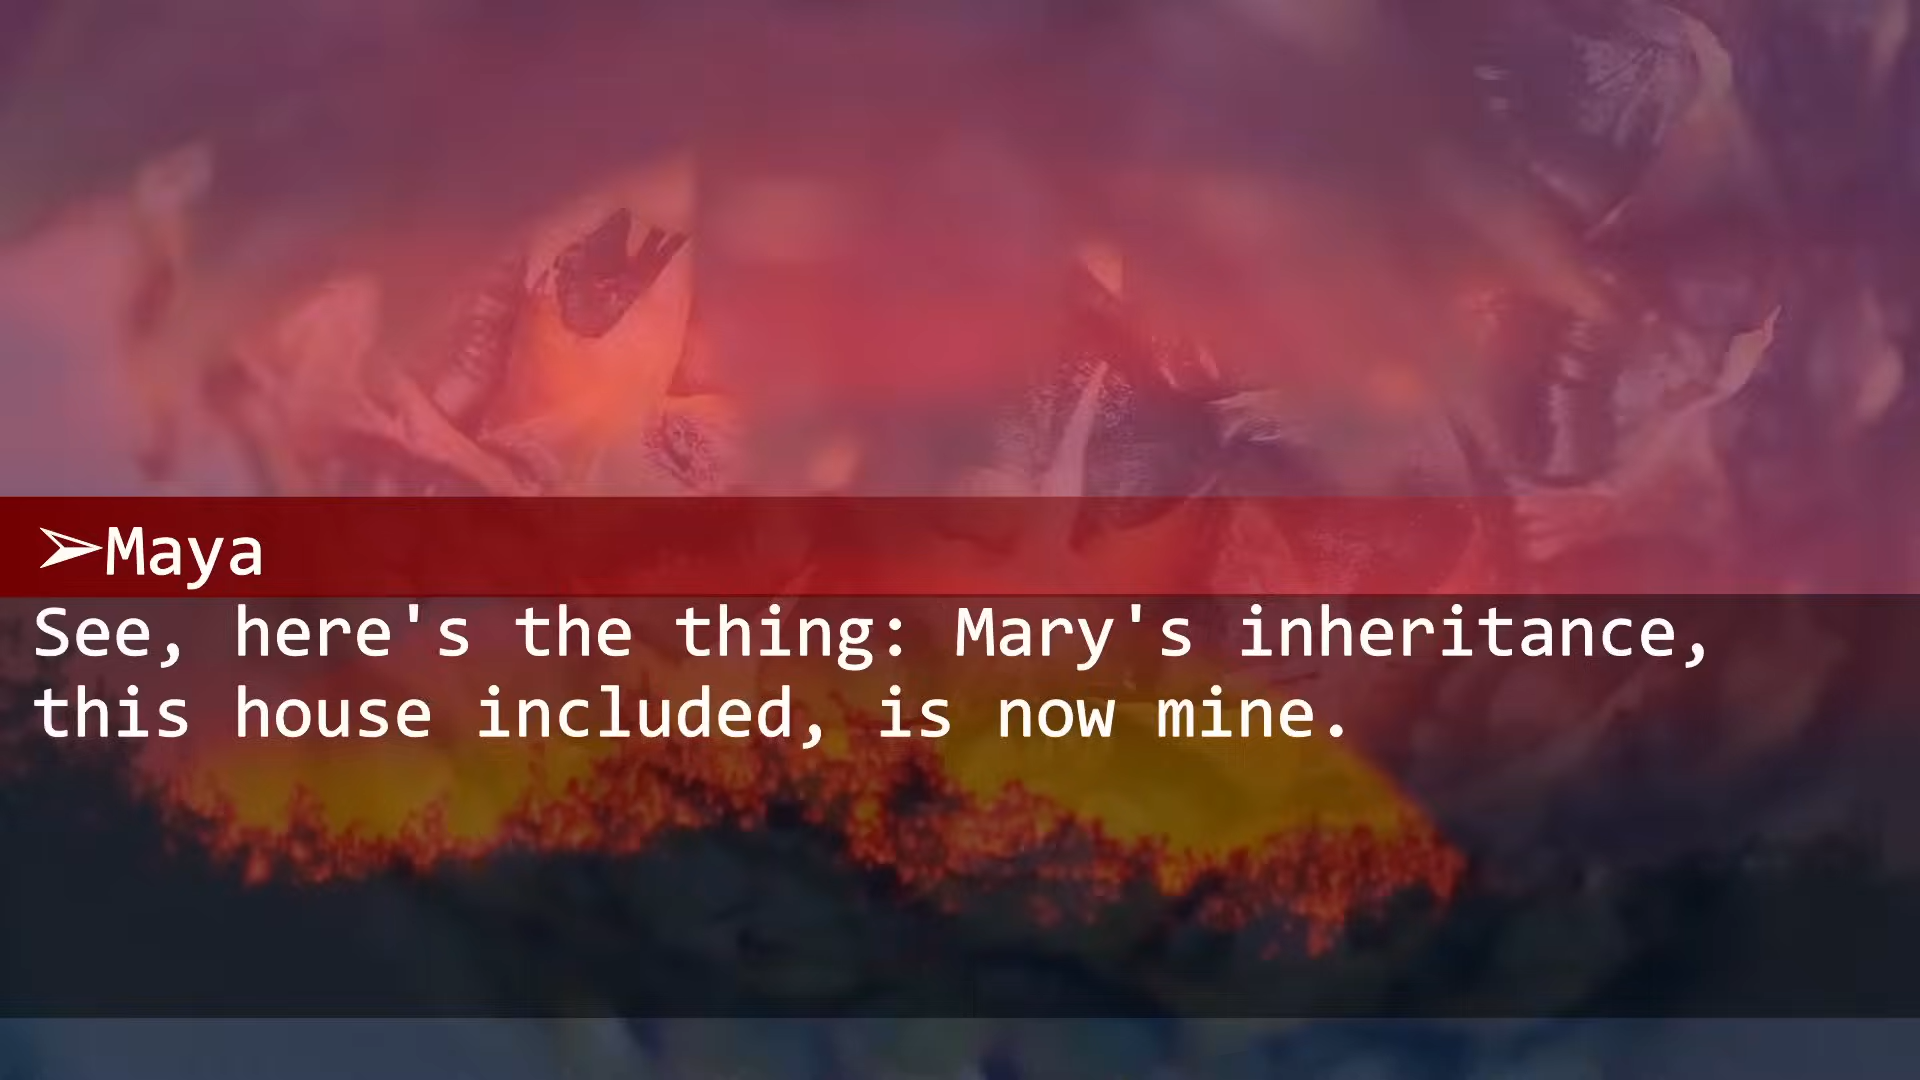 ➢Maya
See, here's the thing: Mary's inheritance,
this house included, is now mine.